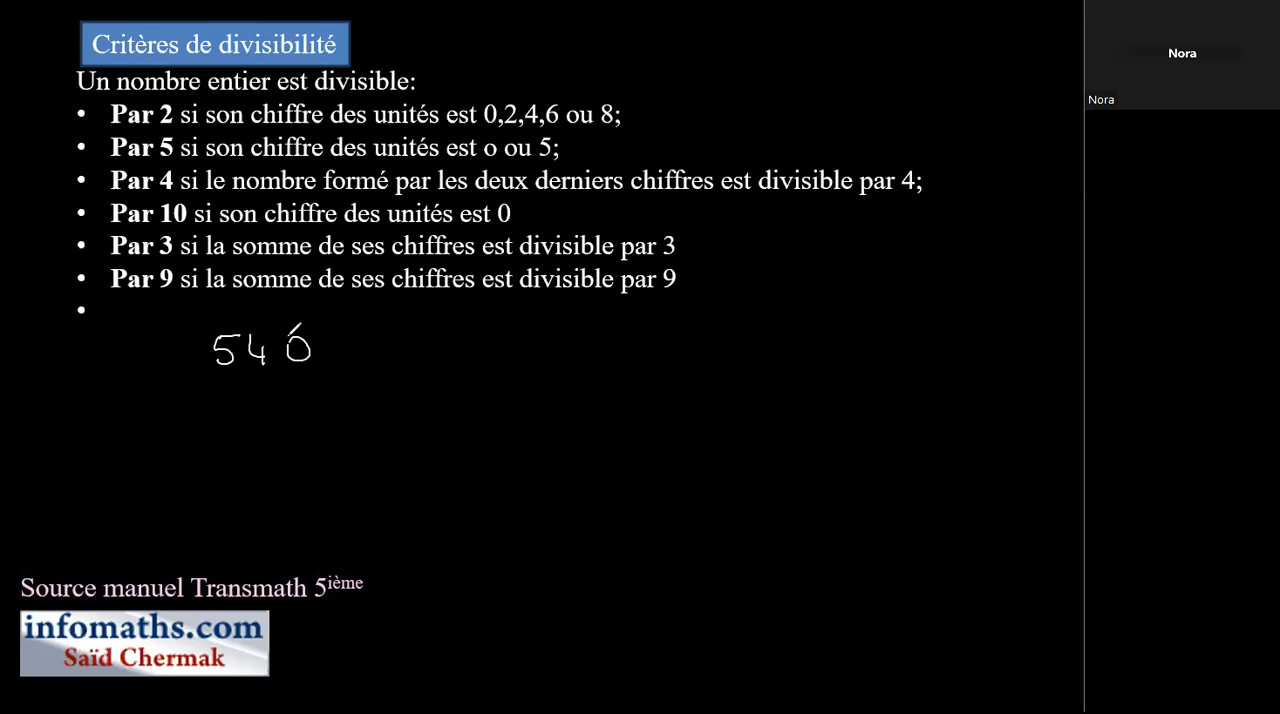 Critères de divisibilité
Un nombre entier est divisible:
• Par 2 si son chiffre des unités est 0,2,4,6 ou 8;
• Par 5 si son chiffre des unités est o ou 5;
• Par 4 si le nombre formé par les deux derniers chiffres est divisible par 4;
• Par 10 si son chiffre des unités est 0
• Par 3 si la somme de ses chiffres est divisible par 3
• Par 9 si la somme de ses chiffres est divisible par 9
•
54
Source manuel Transmath 5ième
infomaths.com
Saïd Chermak
Nora
Nora